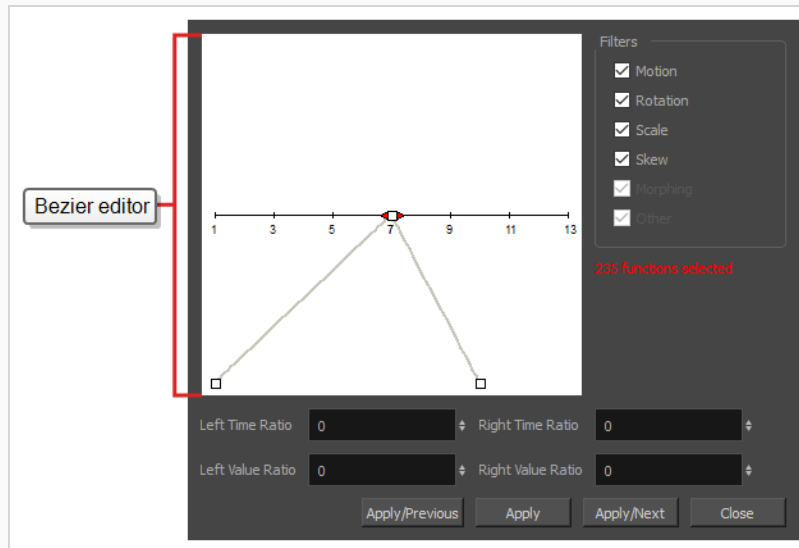 Filters
Motion
Rotation
Scale
Skew
Morphing
Other
Bezier editor
1 3 5 7 9 11 13
235 functions selected
Left Time Ratio 0 Right Time Ratio 0
Left Value Ratio 0 Right Value Ratio 0
Apply/Previous Apply Apply/Next Close